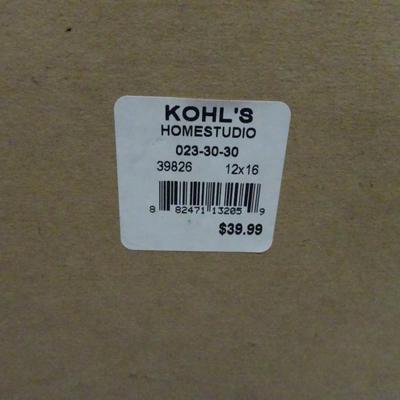 KOHL'S
HOMESTUDIO
023-30-30
39826 12x16
8 82471 13205 9
$39.99